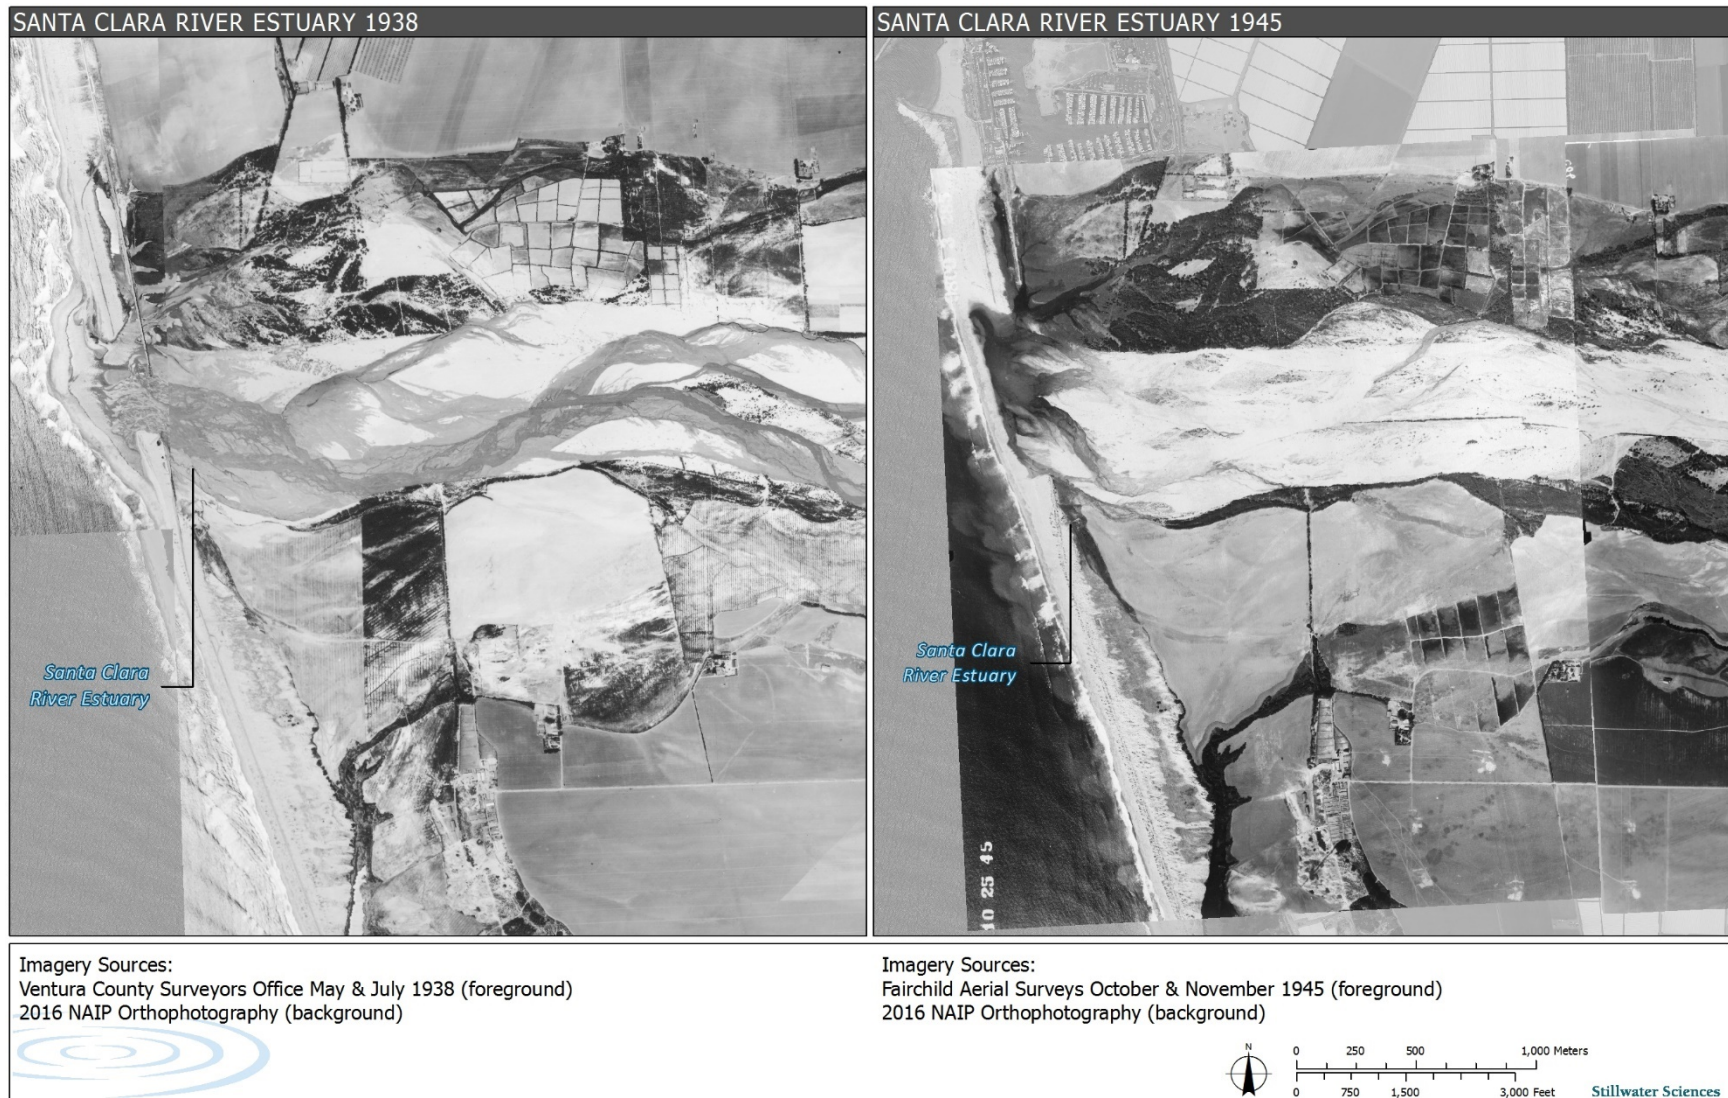 SANTA CLARA RIVER ESTUARY 1938
Santa Clara
River Estuary
Imagery Sources:
Ventura County Surveyors Office May & July 1938 (foreground)
2016 NAIP Orthophotography (background)
SANTA CLARA RIVER ESTUARY 1945
Santa Clara
River Estuary
10 25 45
Imagery Sources:
Fairchild Aerial Surveys October & November 1945 (foreground)
2016 NAIP Orthophotography (background)
N
0 250 500 1,000 Meters
0 750 1,500 3,000 Feet
Stillwater Sciences